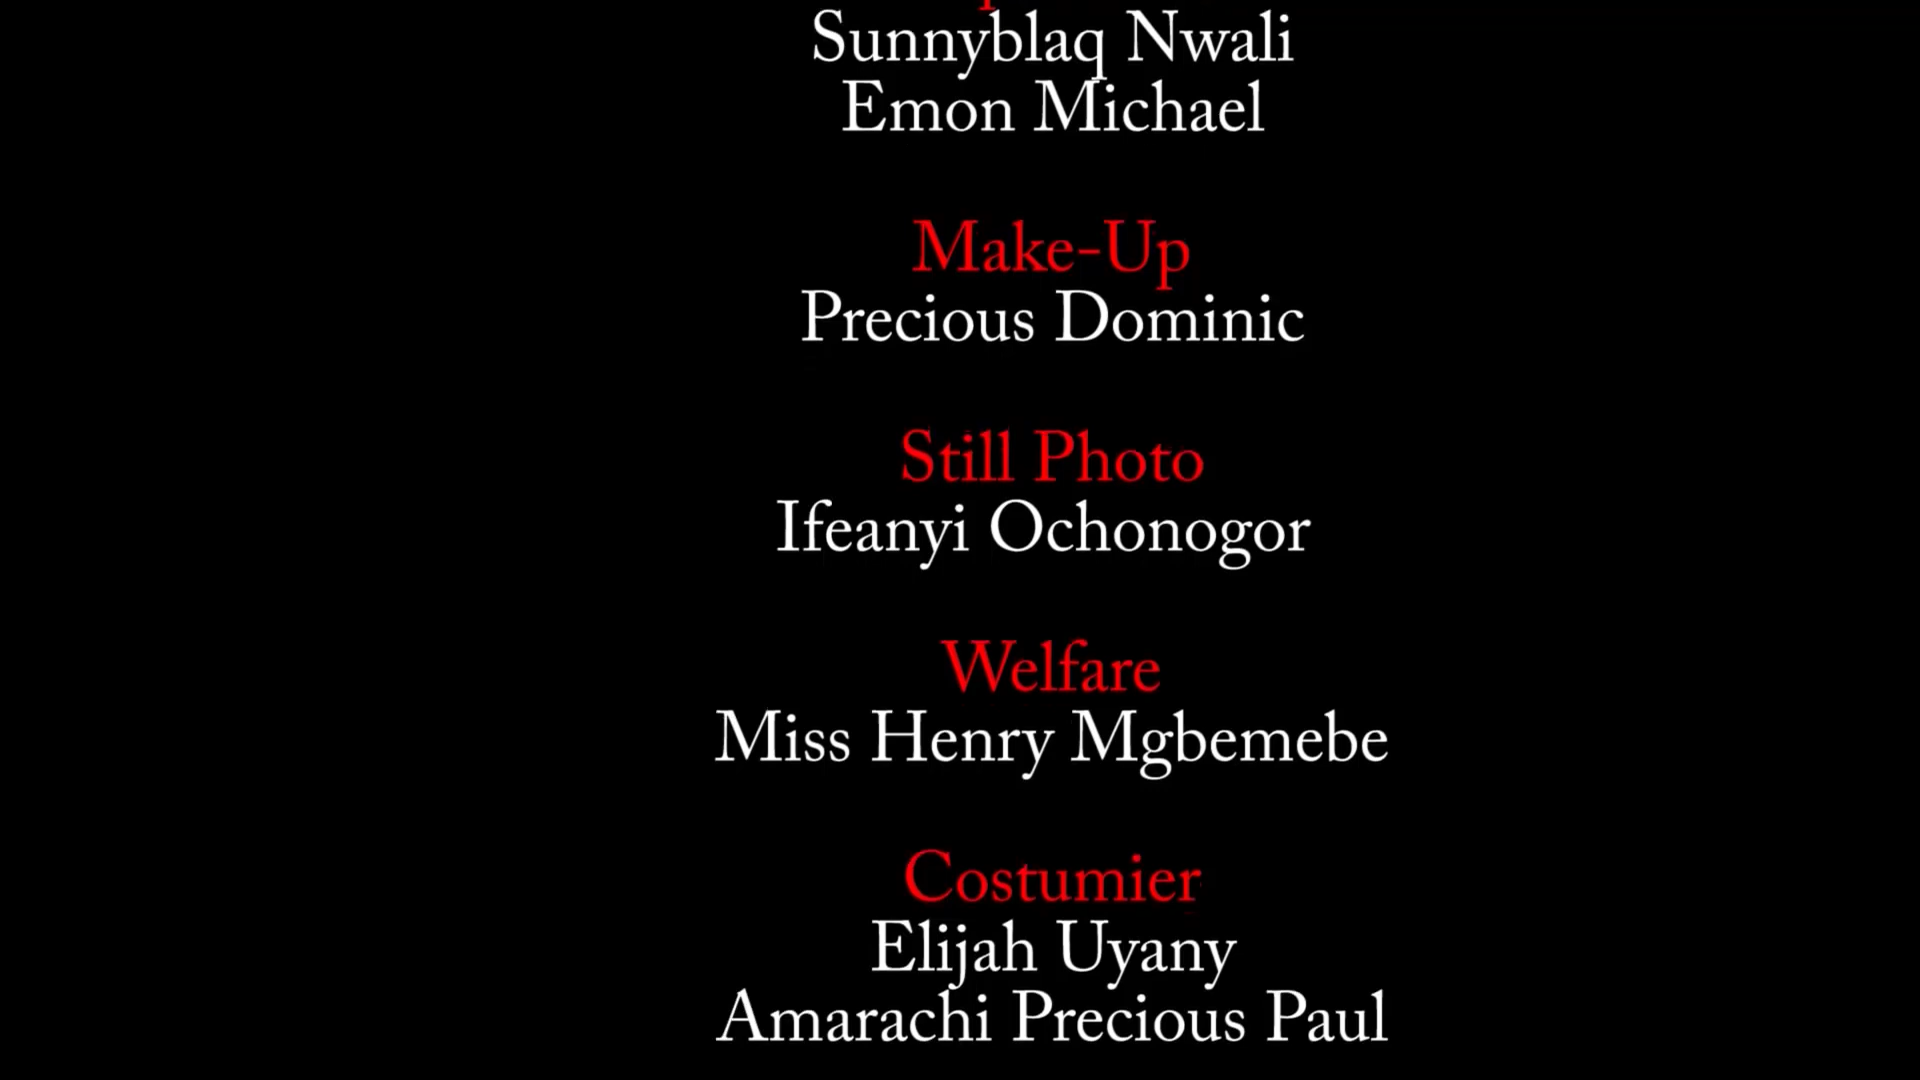 Sunnyblaq Nwali
Emon Michael
Make-Up
Precious Dominic
Still Photo
Ifeanyi Ochonogor
Welfare
Miss Henry Mgbemebe
Costumier
Elijah Uyany
Amarachi Precious Paul